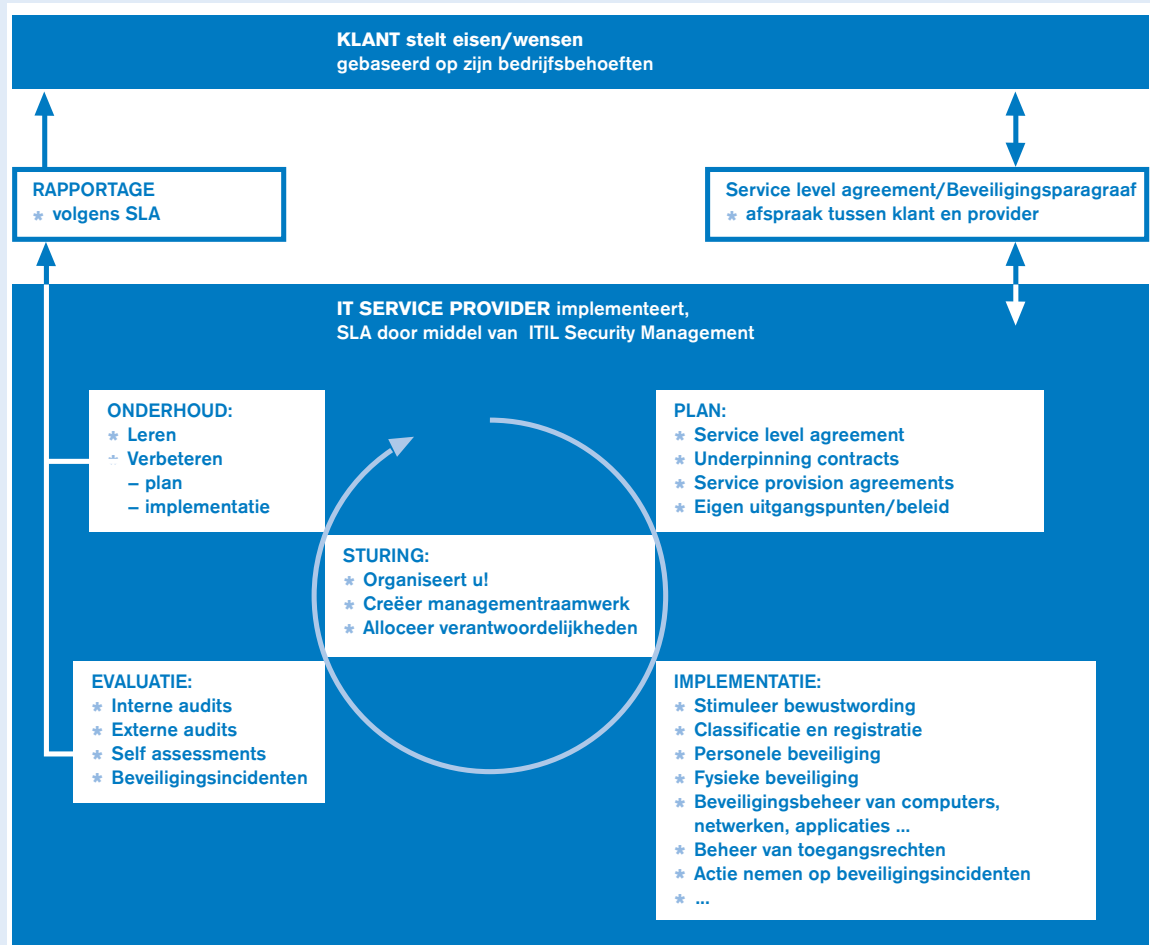 KLANT stelt eisen/wensen
gebaseerd op zijn bedrijfsbehoeften
RAPPORTAGE
* volgens SLA
Service level agreement/Beveiligingsparagraaf
* afspraak tussen klant en provider
IT SERVICE PROVIDER implementeert,
SLA door middel van ITIL Security Management
ONDERHOUD:
* Leren
* Verbeteren
– plan
– implementatie
PLAN:
* Service level agreement
* Underpinning contracts
* Service provision agreements
* Eigen uitgangspunten/beleid
STURING:
* Organiseert u!
* Creëer managementraamwerk
* Alloceer verantwoordelijkheden
EVALUATIE:
* Interne audits
* Externe audits
* Self assessments
* Beveiligingsincidenten
IMPLEMENTATIE:
* Stimuleer bewustwording
* Classificatie en registratie
* Personele beveiliging
* Fysieke beveiliging
* Beveiligingsbeheer van computers,
netwerken, applicaties ...
* Beheer van toegangsrechten
* Actie nemen op beveiligingsincidenten
* ...